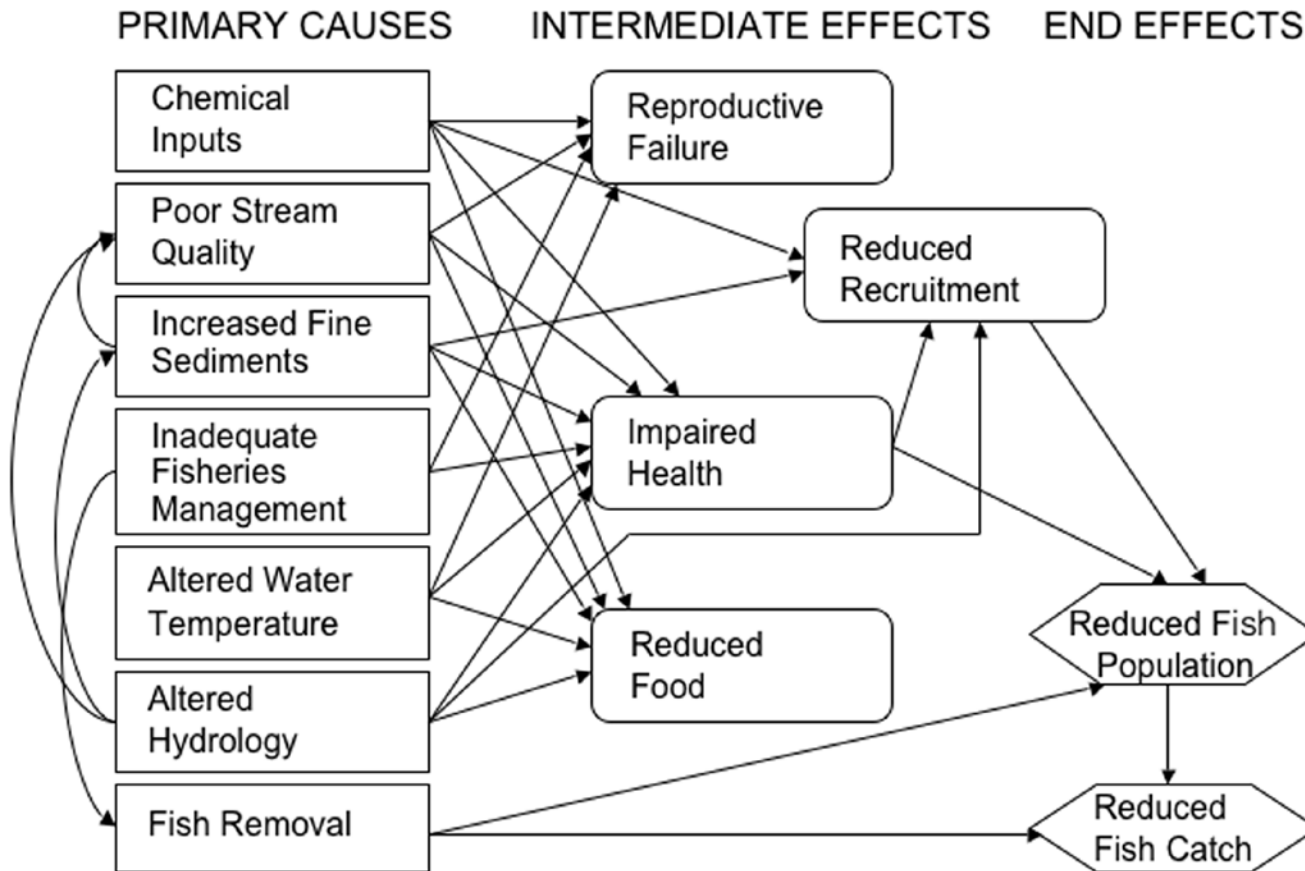 PRIMARY CAUSES
INTERMEDIATE EFFECTS
END EFFECTS
Chemical
Inputs
Poor Stream
Quality
Increased Fine
Sediments
Inadequate
Fisheries
Management
Altered Water
Temperature
Altered
Hydrology
Fish Removal
Reproductive
Failure
Reduced
Recruitment
Impaired
Health
Reduced
Food
Reduced Fish
Population
Reduced
Fish Catch